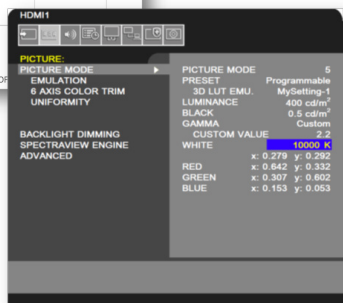 HDMI1
PICTURE:
PICTURE MODE
EMULATION
6 AXIS COLOR TRIM
UNIFORMITY
BACKLIGHT DIMMING
SPECTRAVIEW ENGINE
ADVANCED
PICTURE MODE 5
PRESET Programmable
3D LUT EMU. MySetting-1
LUMINANCE 400 cd/m²
BLACK 0.5 cd/m²
GAMMA Custom
CUSTOM VALUE 2.2
WHITE 10000 K
x: 0.279 y: 0.292
RED x: 0.642 y: 0.332
GREEN x: 0.307 y: 0.602
BLUE x: 0.153 y: 0.053